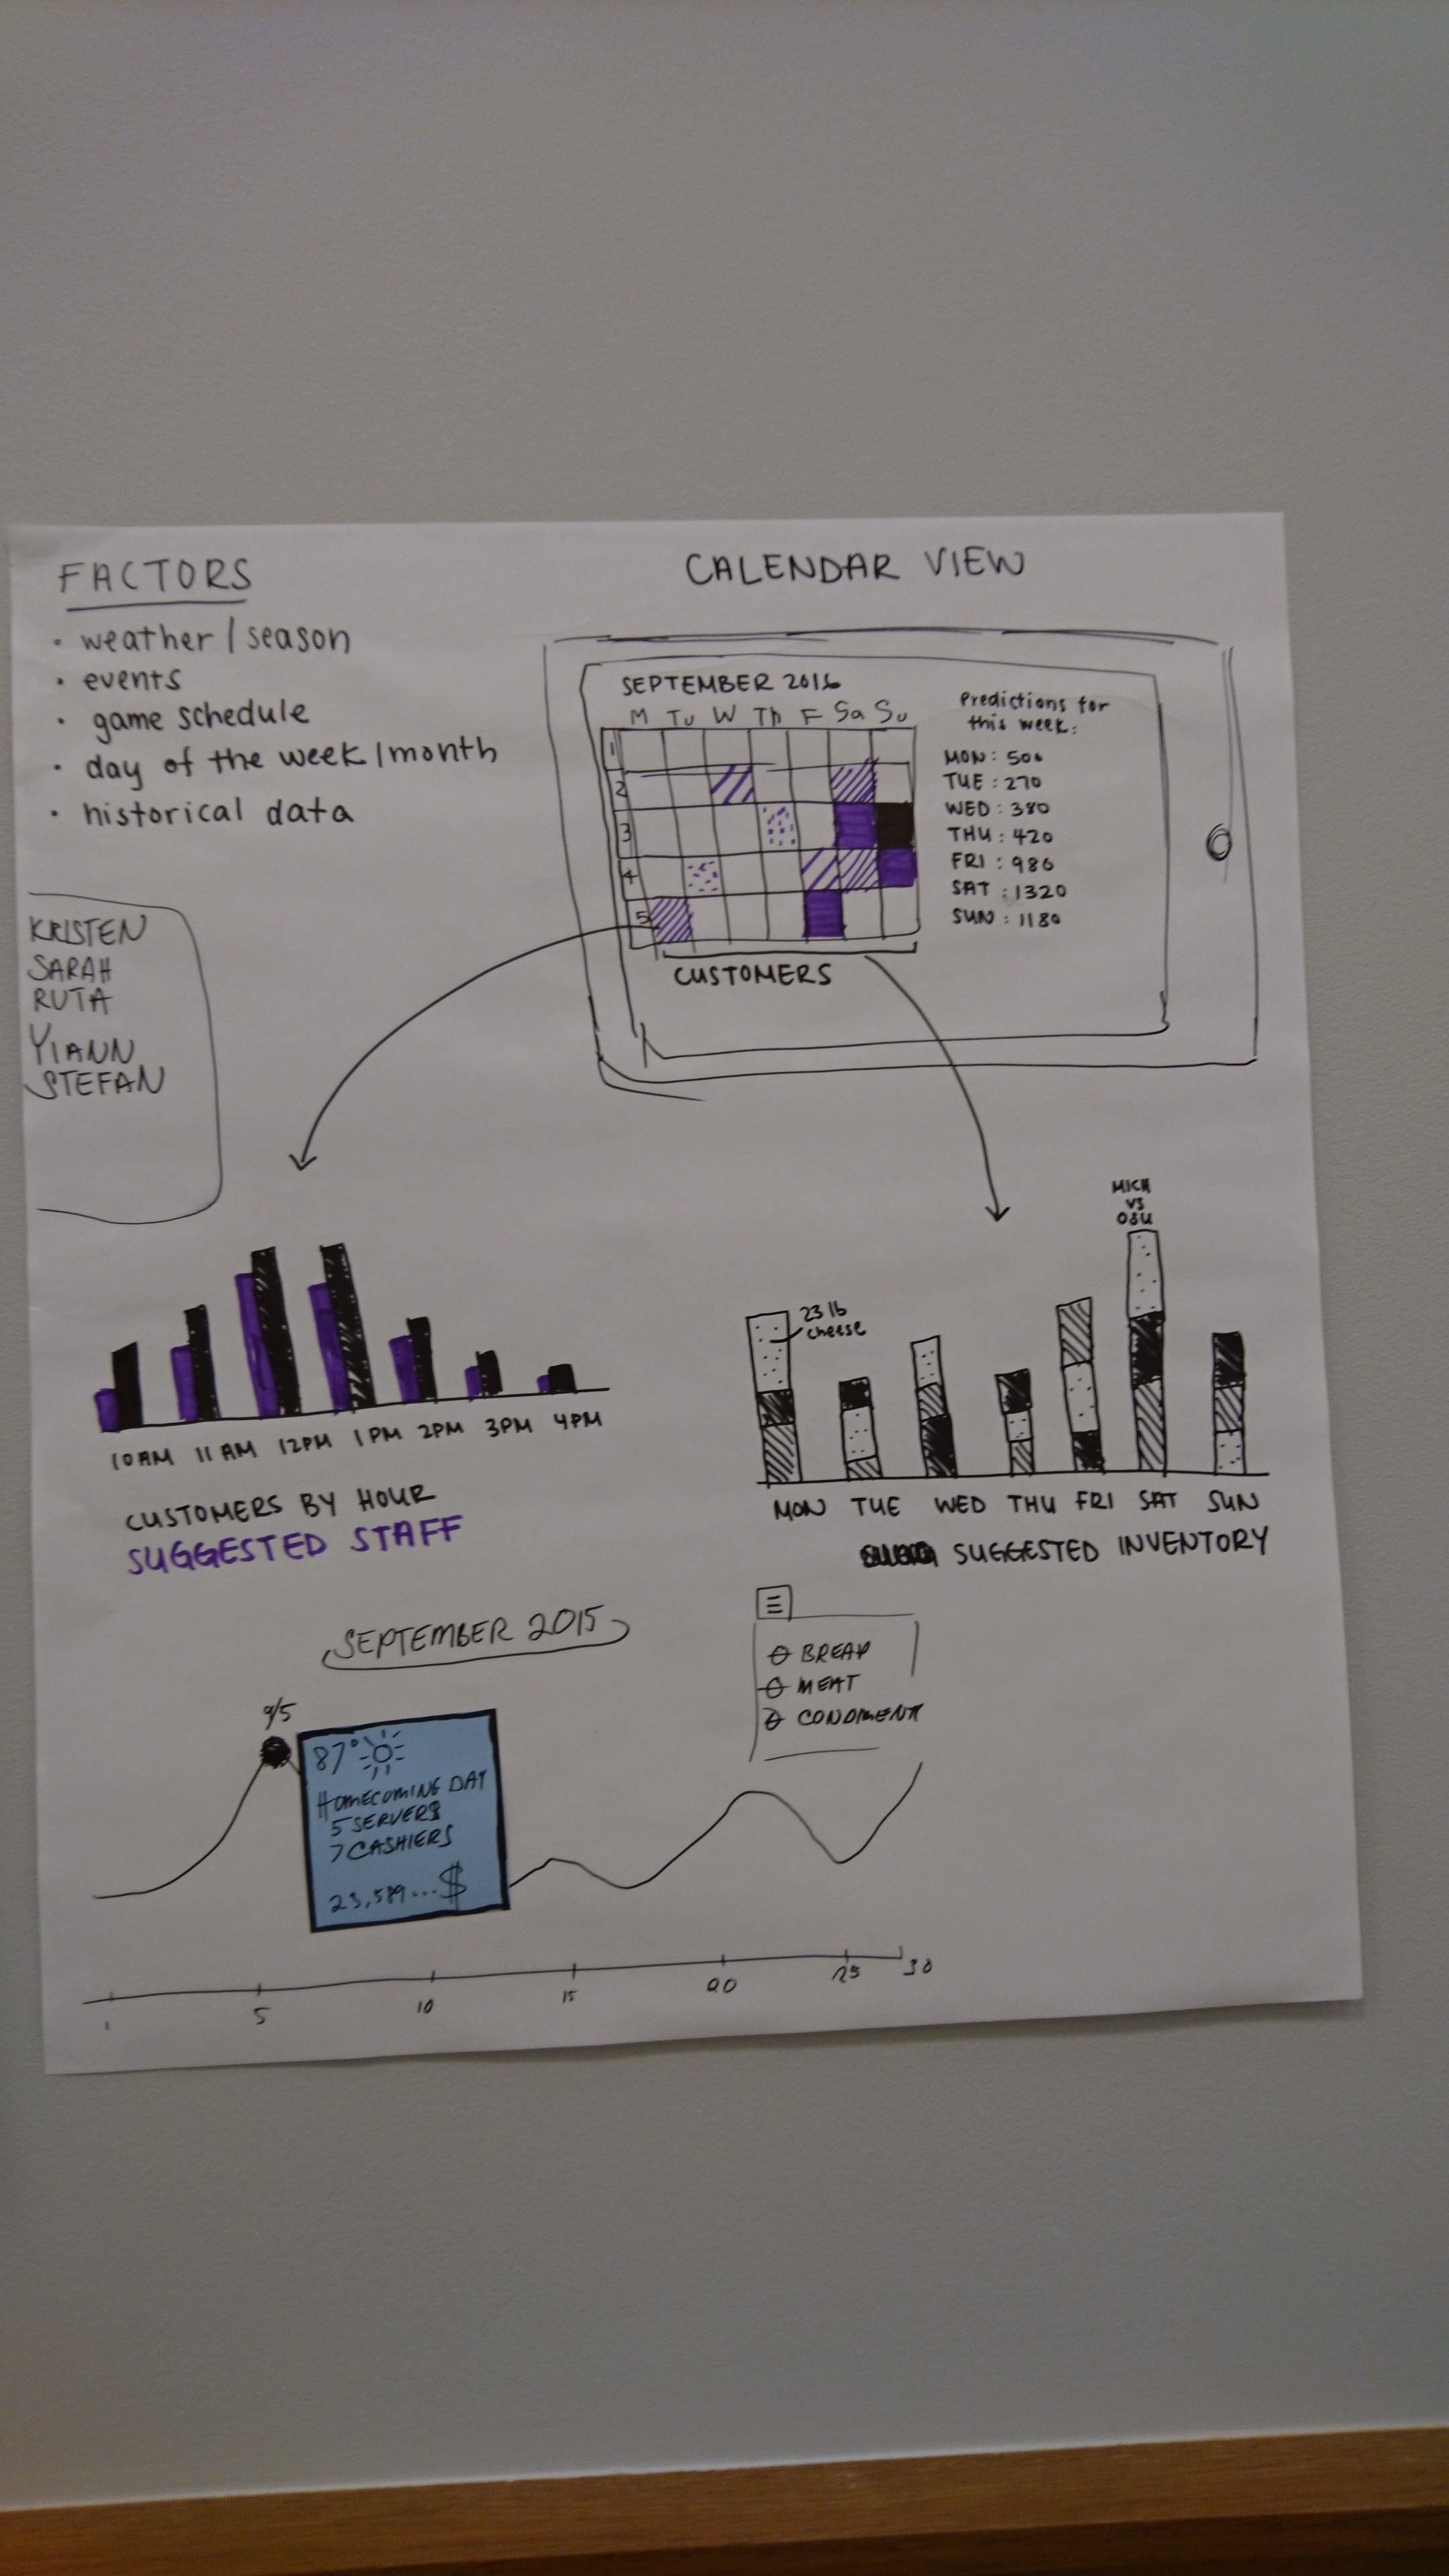 FACTORS
· weather / season
· events
· game schedule
· day of the week / month
· historical data
KRISTEN
SARAH
RUTA
YIANN
STEFAN
CALENDAR VIEW
SEPTEMBER 2016
M Tu W Th F Sa Su
1
2
3
4
5
CUSTOMERS
Predictions for
this week:
MON: 500
TUE: 270
WED: 380
THU: 420
FRI: 980
SAT: 1320
SUN: 1180
10AM 11AM 12PM 1PM 2PM 3PM 4PM
CUSTOMERS BY HOUR
SUGGESTED STAFF
MICH
VS
OSU
23 lb
cheese
MON TUE WED THU FRI SAT SUN
SUGGESTED INVENTORY
BREAD
MEAT
CONDIMENT
SEPTEMBER 2015
9/5
87°
HOMECOMING DAY
5 SERVERS
7 CASHIERS
23,589... $
1 5 10 15 20 25 30